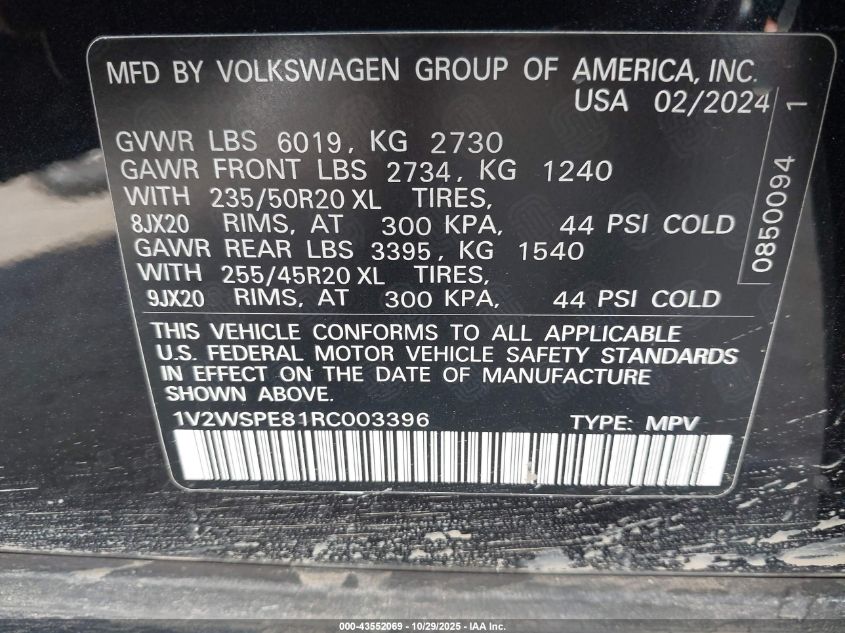 MFD BY VOLKSWAGEN GROUP OF AMERICA, INC.
USA 02/2024
GVWR LBS 6019, KG 2730
GAWR FRONT LBS 2734, KG 1240
WITH 235/50R20 XL TIRES,
8JX20 RIMS, AT 300 KPA, 44 PSI COLD
GAWR REAR LBS 3395, KG 1540
WITH 255/45R20 XL TIRES,
9JX20 RIMS, AT 300 KPA, 44 PSI COLD
0850094 1
THIS VEHICLE CONFORMS TO ALL APPLICABLE
U.S. FEDERAL MOTOR VEHICLE SAFETY STANDARDS
IN EFFECT ON THE DATE OF MANUFACTURE
SHOWN ABOVE.
1V2WSPE81RC003396 TYPE: MPV
000-43552069 - 10/29/2025 - IAA Inc.